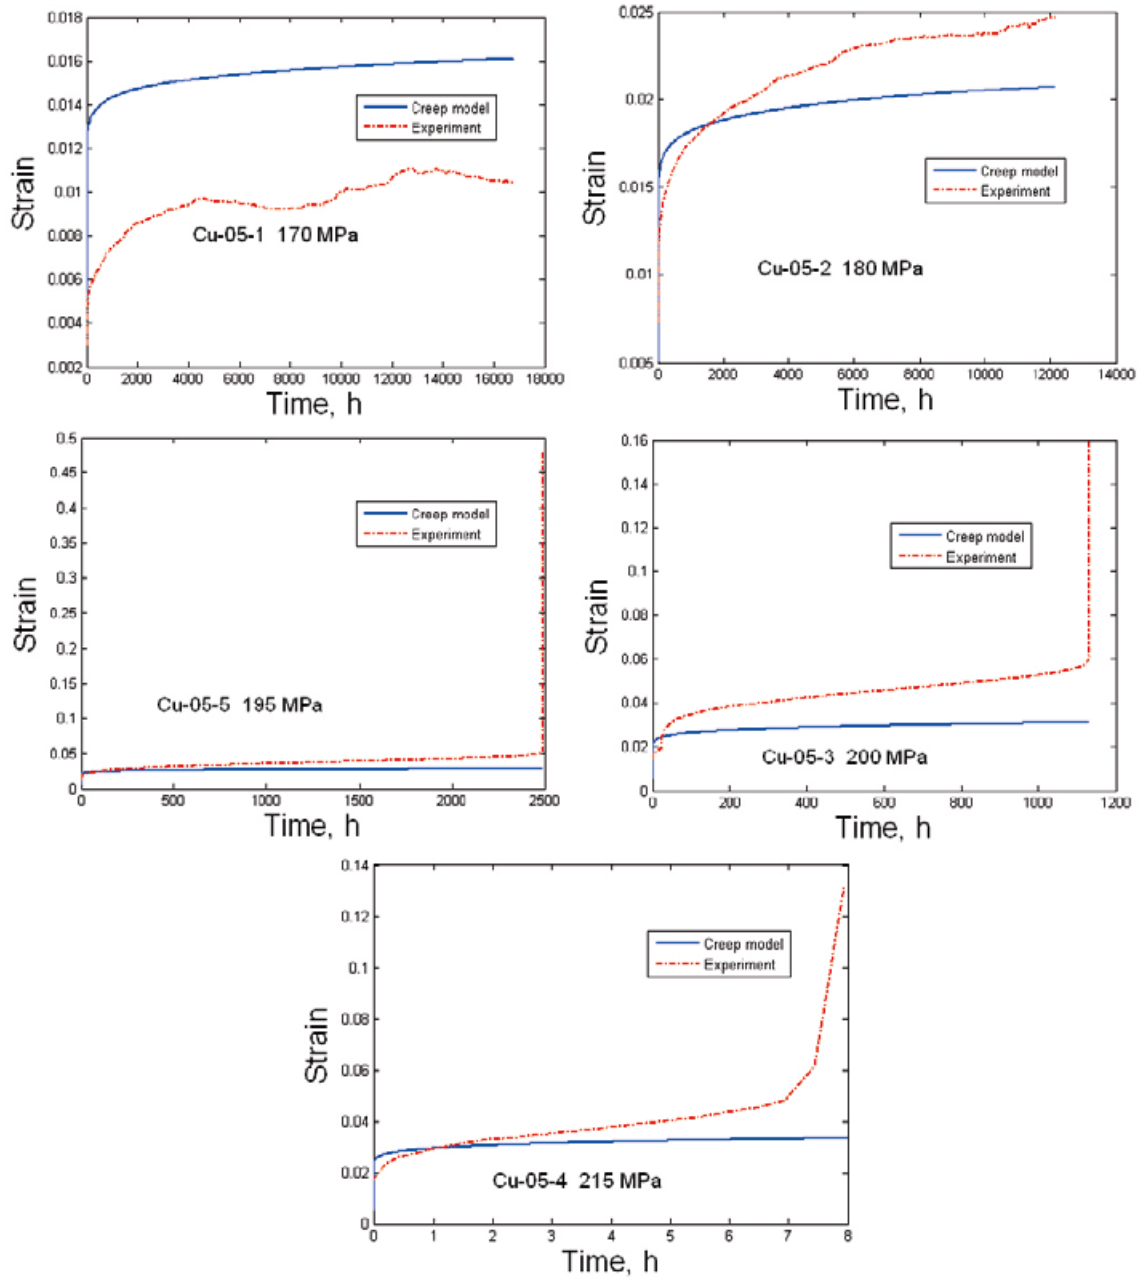 0.018
0.016
0.014
0.012
0.01
0.008
0.006
0.004
0.002
Strain
Creep model
Experiment
Cu-05-1 170 MPa
0 2000 4000 6000 8000 10000 12000 14000 16000 18000
Time, h
0.025
0.02
0.015
0.01
0.005
Strain
Creep model
Experiment
Cu-05-2 180 MPa
0 2000 4000 6000 8000 10000 12000 14000
Time, h
0.5
0.45
0.4
0.35
0.3
0.25
0.2
0.15
0.1
0.05
0
Strain
Creep model
Experiment
Cu-05-5 195 MPa
0 500 1000 1500 2000 2500
Time, h
0.16
0.14
0.12
0.1
0.08
0.06
0.04
0.02
0
Strain
Creep model
Experiment
Cu-05-3 200 MPa
0 200 400 600 800 1000 1200
Time, h
0.14
0.12
0.1
0.08
0.06
0.04
0.02
0
Strain
Creep model
Experiment
Cu-05-4 215 MPa
0 1 2 3 4 5 6 7 8
Time, h